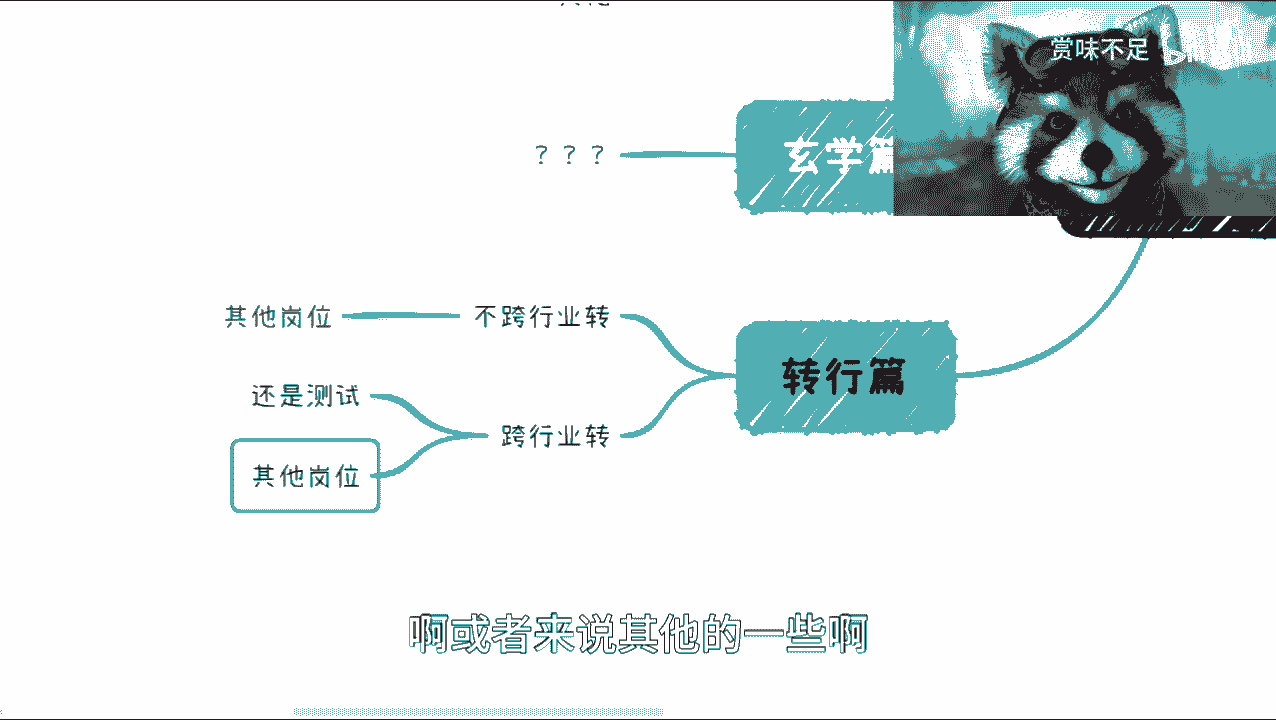 赏味不足
？？？
玄学篇
其他岗位
不跨行业转
还是测试
转行篇
跨行业转
其他岗位
啊或者来说其他的一些啊